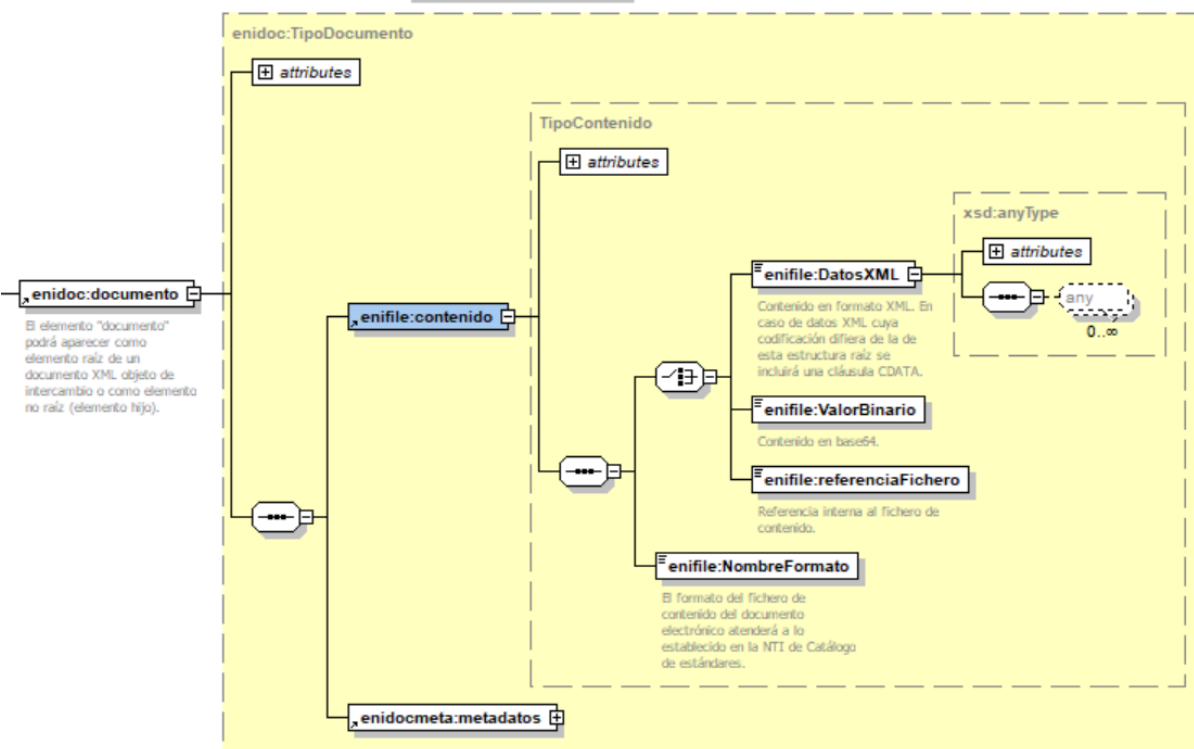 enidoc:TipoDocumento
attributes
TipoContenido
attributes
xsd:anyType
attributes
enifile:DatosXML
any
0..∞
Contenido en formato XML. En
caso de datos XML cuya
codificación difiera de la de
esta estructura raíz se
incluirá una cláusula CDATA.
enidoc:documento
El elemento "documento"
podrá aparecer como
elemento raíz de un
documento XML objeto de
intercambio o como elemento
no raíz (elemento hijo).
enifile:contenido
enifile:ValorBinario
Contenido en base64.
enifile:referenciaFichero
Referencia interna al fichero de
contenido.
enifile:NombreFormato
El formato del fichero de
contenido del documento
electrónico atenderá a lo
establecido en la NTI de Catálogo
de estándares.
enidocmeta:metadatos